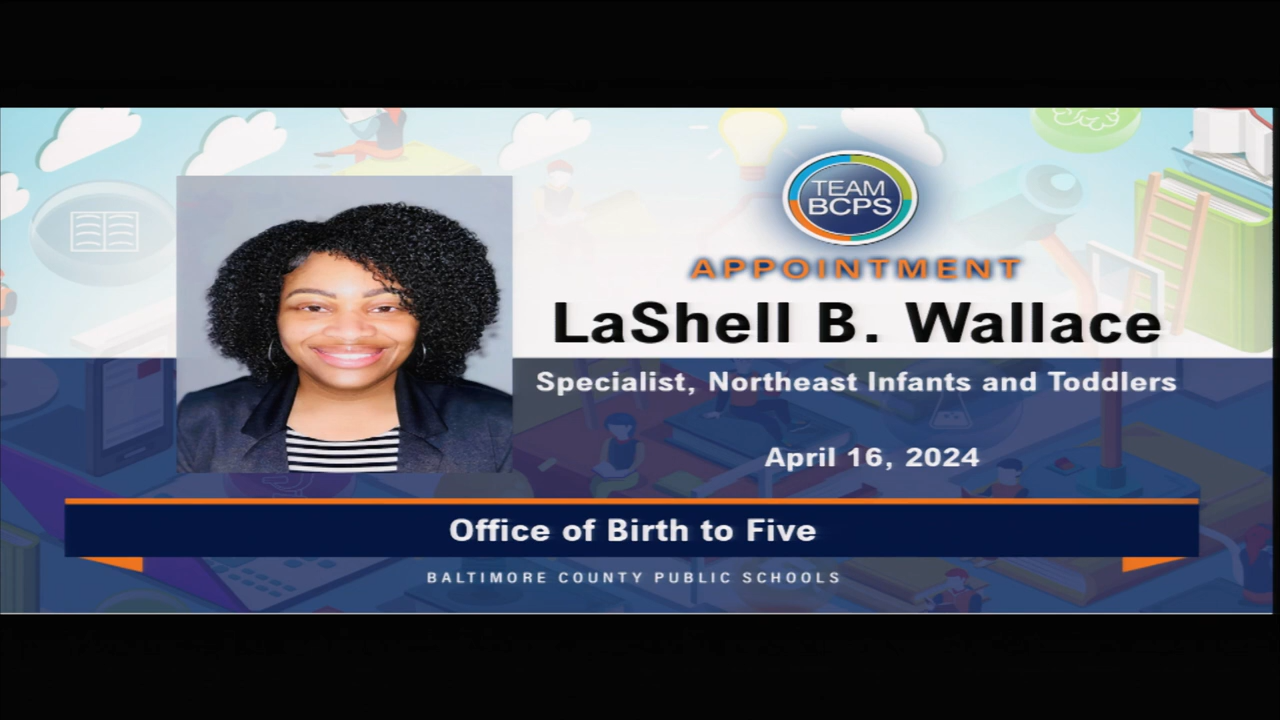 TEAM
BCPS
APPOINTMENT
LaShell B. Wallace
Specialist, Northeast Infants and Toddlers
April 16, 2024
Office of Birth to Five
BALTIMORE COUNTY PUBLIC SCHOOLS